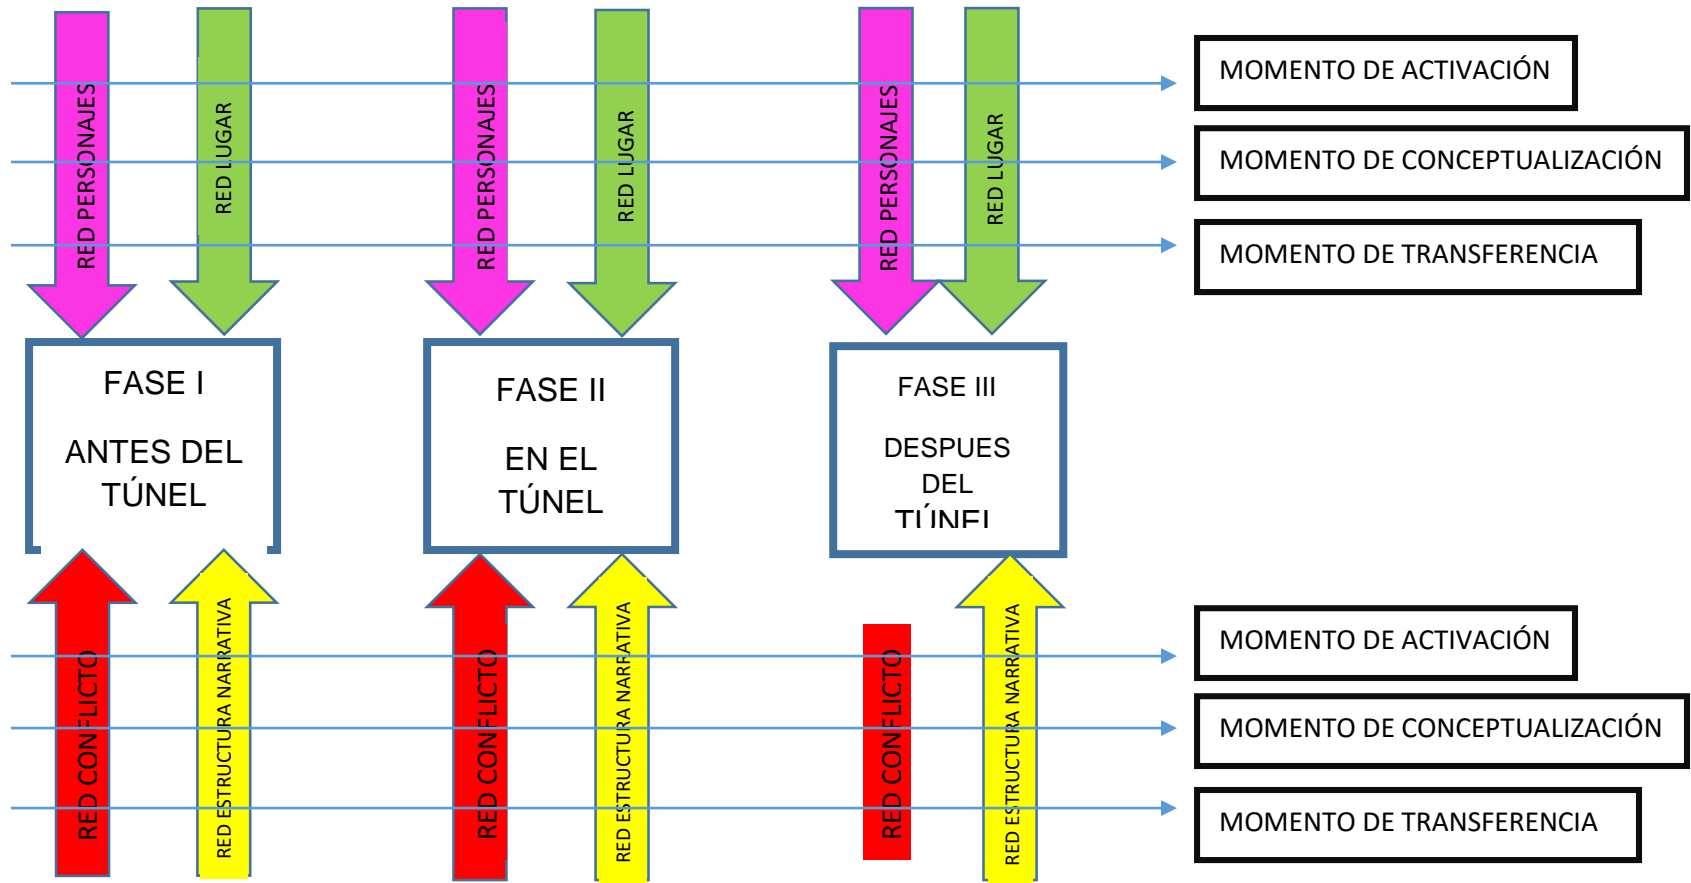 RED PERSONAJES
RED LUGAR
RED PERSONAJES
RED LUGAR
RED PERSONAJES
RED LUGAR
MOMENTO DE ACTIVACIÓN
MOMENTO DE CONCEPTUALIZACIÓN
MOMENTO DE TRANSFERENCIA
FASE I
ANTES DEL
TÚNEL
FASE II
EN EL
TÚNEL
FASE III
DESPUES
DEL
TÚNEL
RED CONFLICTO
RED ESTRUCTURA NARRATIVA
RED CONFLICTO
RED ESTRUCTURA NARRATIVA
RED CONFLICTO
RED ESTRUCTURA NARRATIVA
MOMENTO DE ACTIVACIÓN
MOMENTO DE CONCEPTUALIZACIÓN
MOMENTO DE TRANSFERENCIA